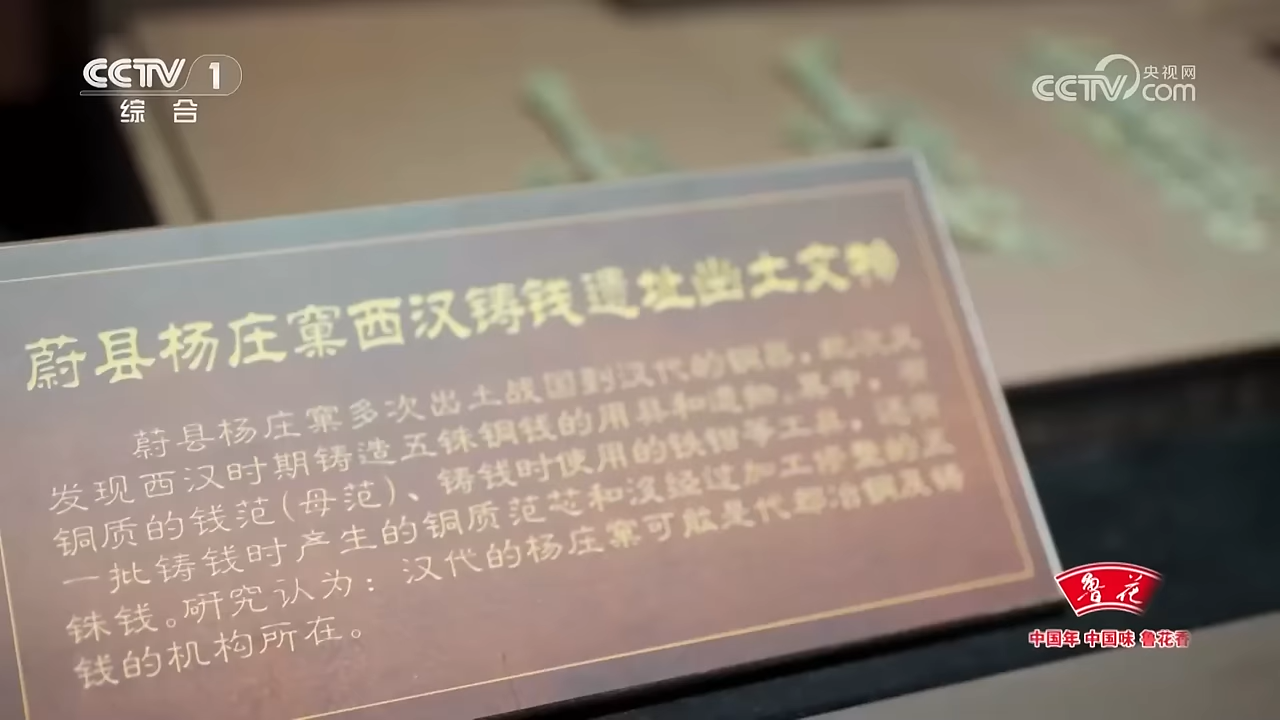 CCTV 1
综合
央视网
CCTV com
蔚县杨庄窠西汉铸钱遗址出土文物
蔚县杨庄窠多次出土战国到汉代的铜器,此次又
发现西汉时期铸造五铢铜钱的用具和遗物,其中,有
铜质的钱范(母范)、铸钱时使用的铁钳等工具,还有
一批铸钱时产生的铜质范芯和没经过加工修整的五
铢钱。研究认为:汉代的杨庄窠可能是代郡冶铜及铸
钱的机构所在。
鲁花
中国年 中国味 鲁花香